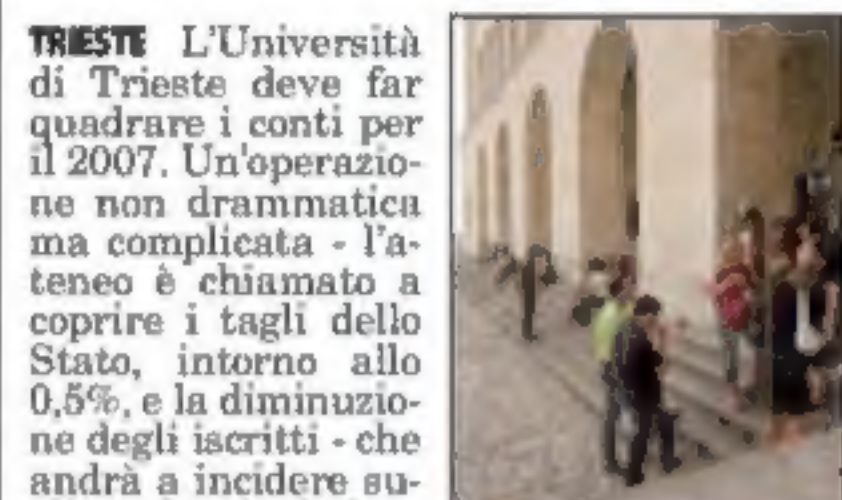 TRIESTE L'Università
di Trieste deve far
quadrare i conti per
il 2007. Un'operazio-
ne non drammatica
ma complicata - l'a-
teneo è chiamato a
coprire i tagli dello
Stato, intorno allo
0,5%, e la diminuzio-
ne degli iscritti - che
andrà a incidere su-